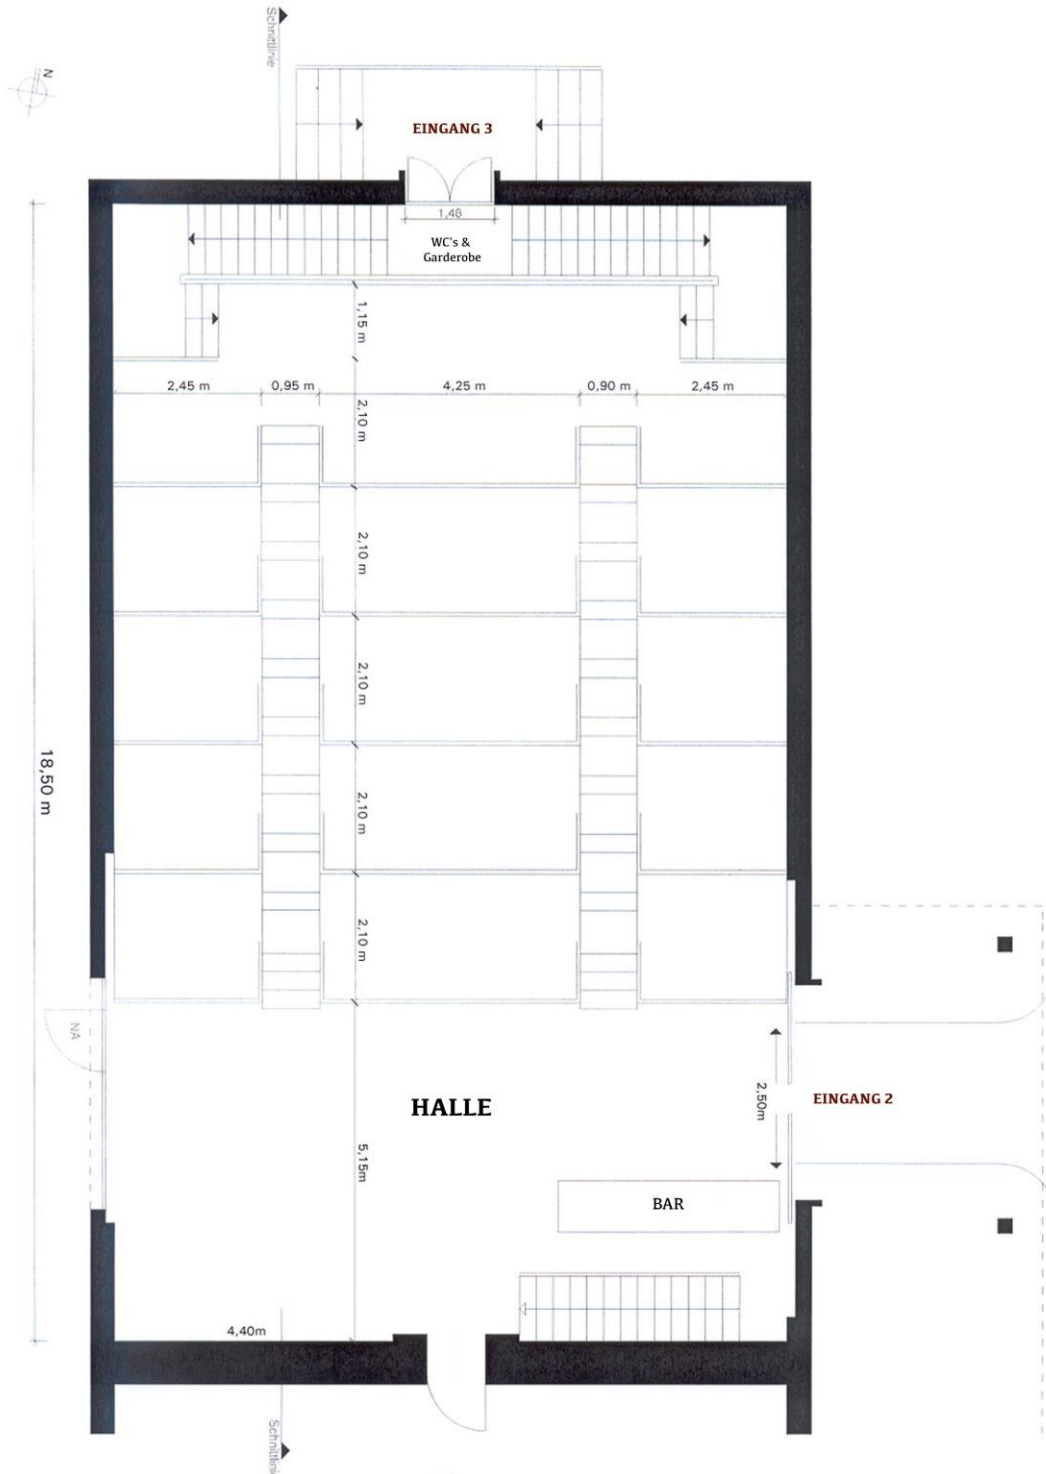 Schnittlinie
N
EINGANG 3
1,46
WC's &
Garderobe
1,15 m
2,45 m
0,95 m
4,25 m
0,90 m
2,45 m
2,10 m
2,10 m
2,10 m
18,50 m
2,10 m
2,10 m
NA
HALLE
2,50m
EINGANG 2
5,15m
BAR
4,40m
Schnittlini